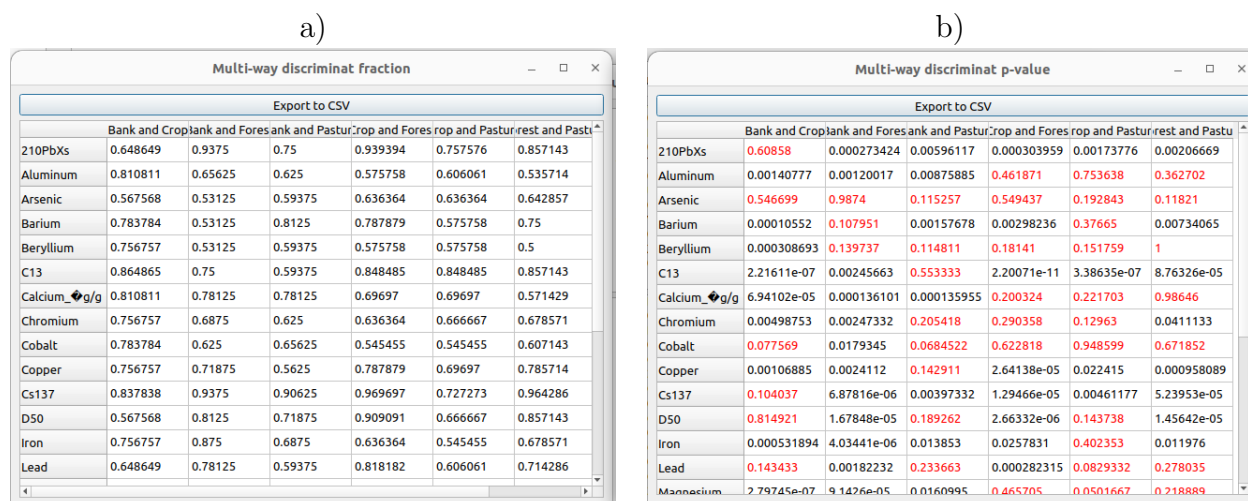 a)
b)
Multi-way discriminat fraction
Export to CSV
Bank and Crop Bank and Fores ank and Pastur Crop and Fores rop and Pastur rest and Pastu
210PbXs 0.648649 0.9375 0.75 0.939394 0.757576 0.857143
Aluminum 0.810811 0.65625 0.625 0.575758 0.606061 0.535714
Arsenic 0.567568 0.53125 0.59375 0.636364 0.636364 0.642857
Barium 0.783784 0.53125 0.8125 0.787879 0.575758 0.75
Beryllium 0.756757 0.53125 0.59375 0.575758 0.575758 0.5
C13 0.864865 0.75 0.59375 0.848485 0.848485 0.857143
Calcium_�g/g 0.810811 0.78125 0.78125 0.69697 0.69697 0.571429
Chromium 0.756757 0.6875 0.625 0.636364 0.666667 0.678571
Cobalt 0.783784 0.625 0.65625 0.545455 0.545455 0.607143
Copper 0.756757 0.71875 0.5625 0.787879 0.69697 0.785714
Cs137 0.837838 0.9375 0.90625 0.969697 0.727273 0.964286
D50 0.567568 0.8125 0.71875 0.909091 0.666667 0.857143
Iron 0.756757 0.875 0.6875 0.636364 0.545455 0.678571
Lead 0.648649 0.78125 0.59375 0.818182 0.606061 0.714286
Multi-way discriminat p-value
Export to CSV
Bank and Crop Bank and Fores ank and Pastur Crop and Fores rop and Pastur rest and Pastu
210PbXs 0.60858 0.000273424 0.00596117 0.000303959 0.00173776 0.00206669
Aluminum 0.00140777 0.00120017 0.00875885 0.461871 0.753638 0.362702
Arsenic 0.546699 0.9874 0.115257 0.549437 0.192843 0.11821
Barium 0.00010552 0.107951 0.00157678 0.00298236 0.37665 0.00734065
Beryllium 0.000308693 0.139737 0.114811 0.18141 0.151759 1
C13 2.21611e-07 0.00245663 0.553333 2.20071e-11 3.38635e-07 8.76326e-05
Calcium_�g/g 6.94102e-05 0.000136101 0.000135955 0.200324 0.221703 0.98646
Chromium 0.00498753 0.00247332 0.205418 0.290358 0.12963 0.0411133
Cobalt 0.077569 0.0179345 0.0684522 0.622818 0.948599 0.671852
Copper 0.00106885 0.0024112 0.142911 2.64138e-05 0.022415 0.000958089
Cs137 0.104037 6.87816e-06 0.00397332 1.29466e-05 0.00461177 5.23953e-05
D50 0.814921 1.67848e-05 0.189262 2.66332e-06 0.143738 1.45642e-05
Iron 0.000531894 4.03441e-06 0.013853 0.0257831 0.402353 0.011976
Lead 0.143433 0.00182232 0.233663 0.000282315 0.0829332 0.278035
Magnesium 2.79745e-07 9.1426e-05 0.0160995 0.465705 0.0501667 0.218889